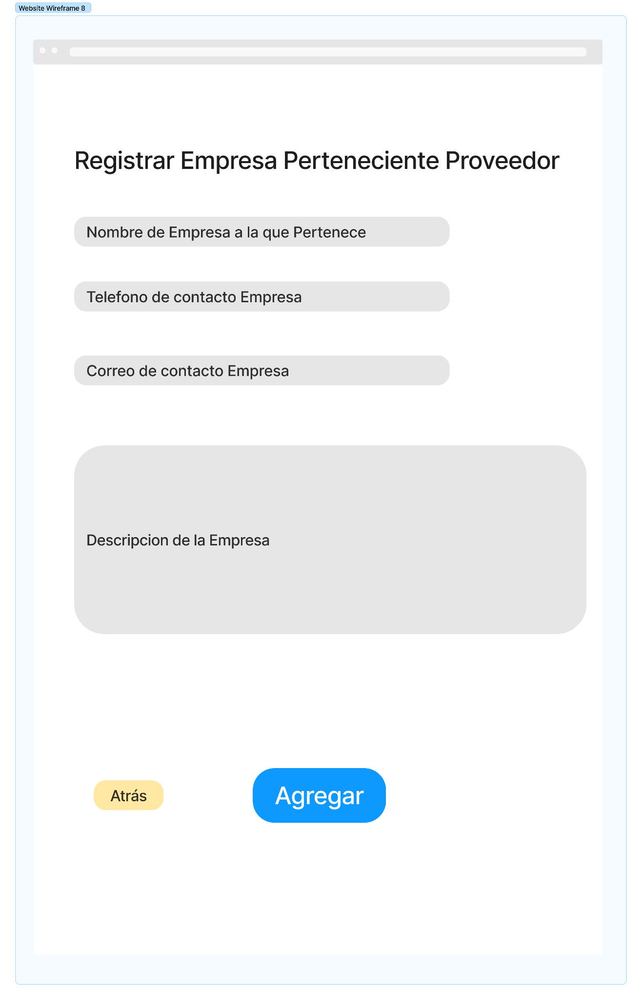 Website Wireframe 8
Registrar Empresa Perteneciente Proveedor
Nombre de Empresa a la que Pertenece
Telefono de contacto Empresa
Correo de contacto Empresa
Descripcion de la Empresa
Atrás
Agregar